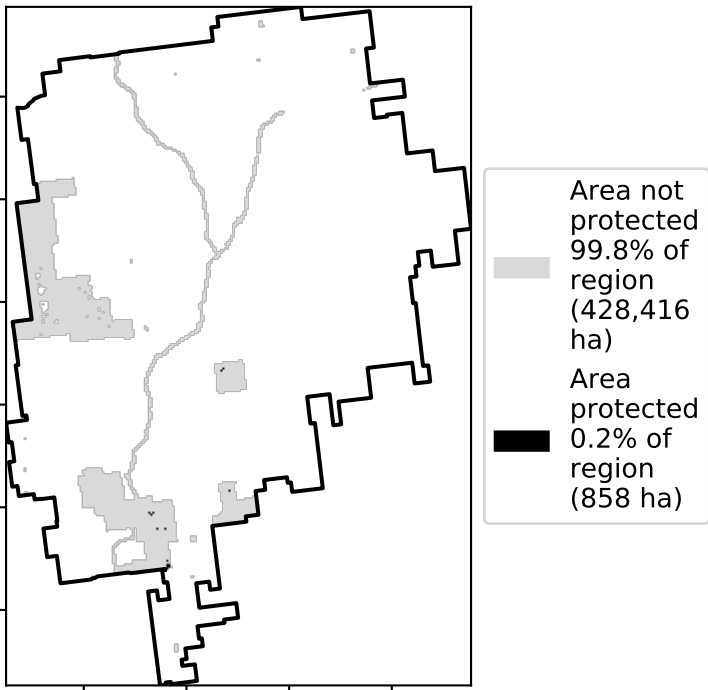 Area not
protected
99.8% of
region
(428,416
ha)
Area
protected
0.2% of
region
(858 ha)